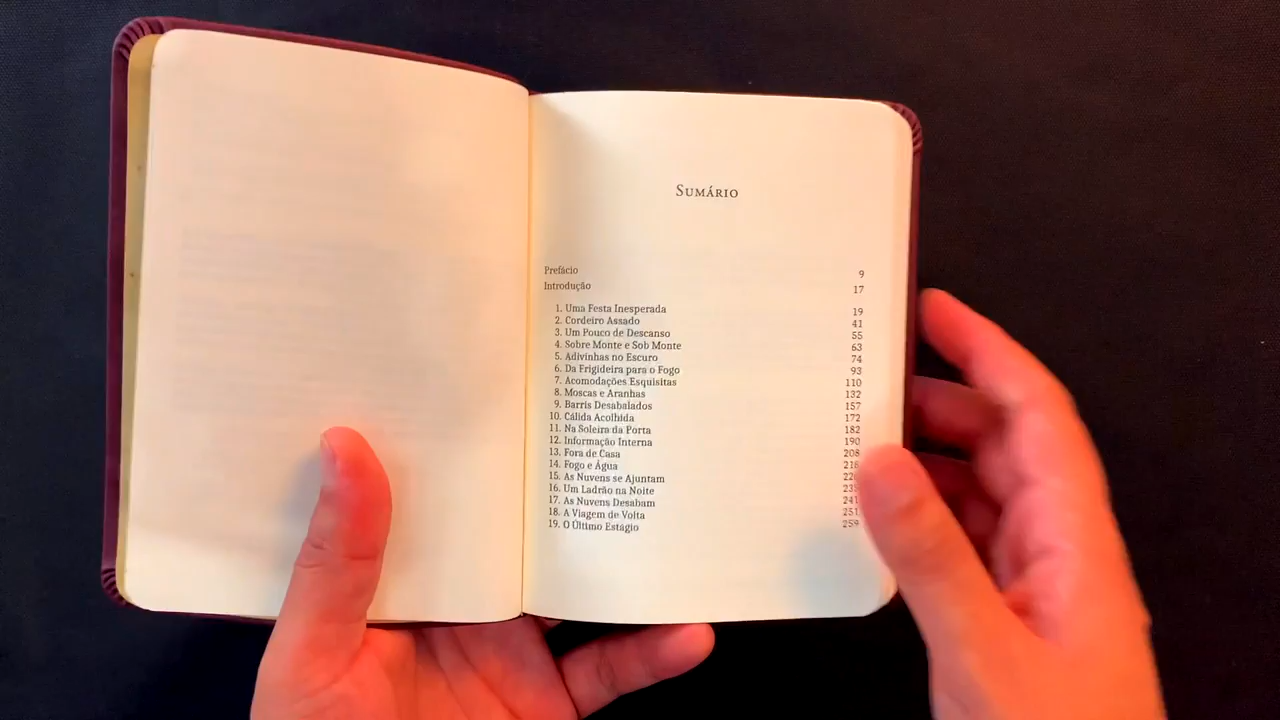 SUMÁRIO
Prefácio 9
Introdução 17
1. Uma Festa Inesperada 19
2. Cordeiro Assado 41
3. Um Pouco de Descanso 55
4. Sobre Monte e Sob Monte 63
5. Adivinhas no Escuro 74
6. Da Frigideira para o Fogo 93
7. Acomodações Esquisitas 110
8. Moscas e Aranhas 132
9. Barris Desabalados 157
10. Cálida Acolhida 172
11. Na Soleira da Porta 182
12. Informação Interna 190
13. Fora de Casa 208
14. Fogo e Água
15. As Nuvens se Ajuntam
16. Um Ladrão na Noite
17. As Nuvens Desabam 241
18. A Viagem de Volta 251
19. O Último Estágio 259